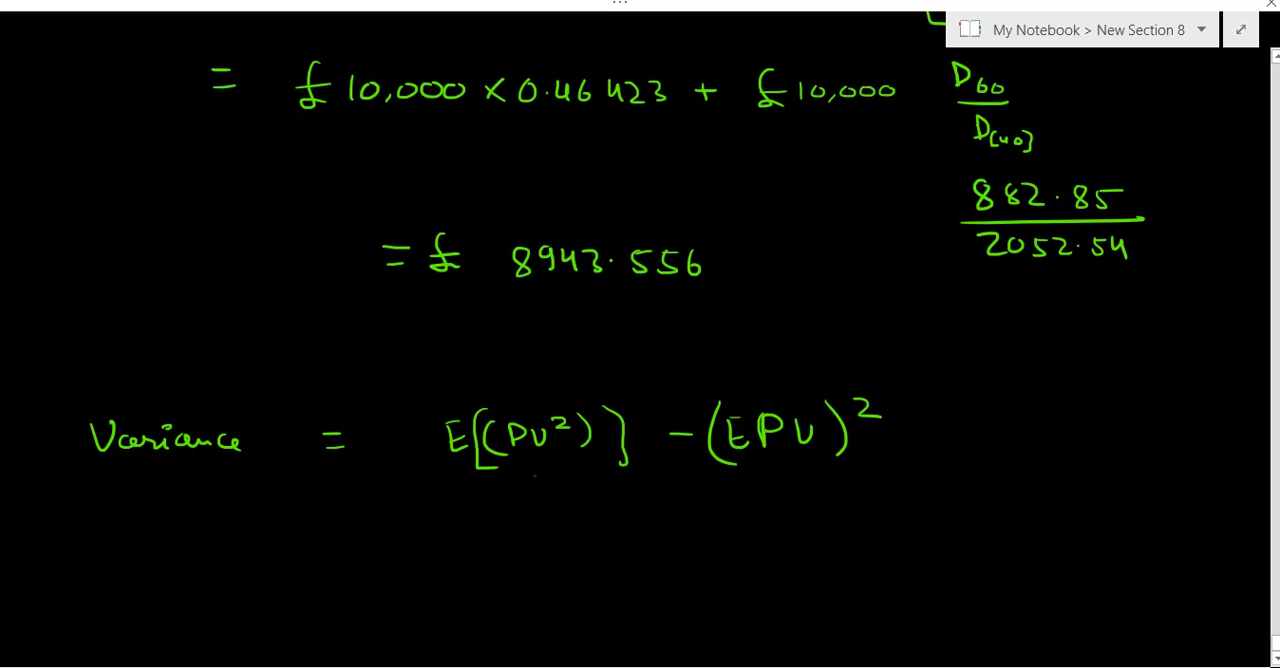 My Notebook > New Section 8
= £ 10,000 × 0.46423 + £ 10,000 D60 / D[40]
882.85
2052.54
= £ 8943.556
Variance = E[(PV²)] - (EPV)²